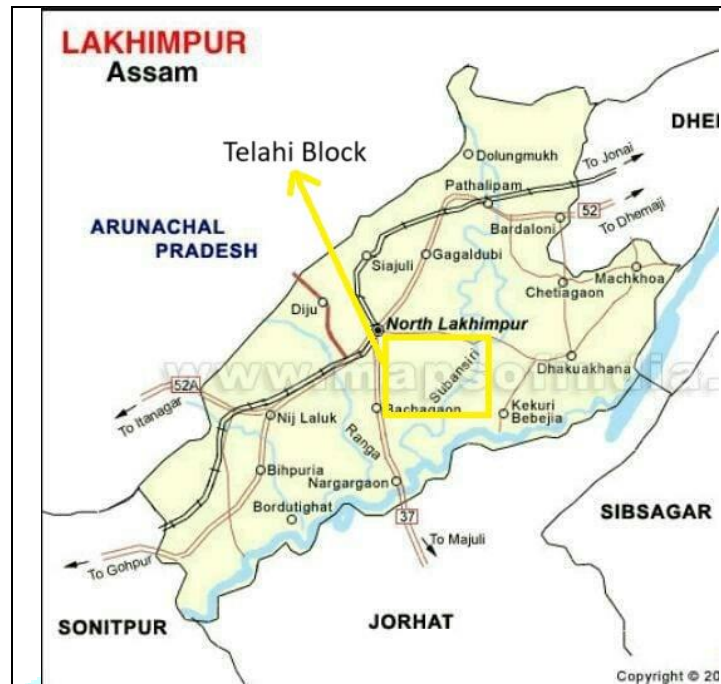 LAKHIMPUR
Assam
DHE
To Jonai
Dolungmukh
Telahi Block
Pathalipam
52
To Dhemaji
ARUNACHAL
PRADESH
Bardaloni
Siajuli
Gagaldubi
Machkhoa
Chetiagaon
Diju
North Lakhimpur
www.mapsofindia.
Subansiri
Dhakuakhana
52A
To Itanagar
Nij Laluk
Bachagaon
Kekuri
Bebejia
Ranga
Bihpuria
Nargargaon
Bordutighat
37
SIBSAGAR
To Majuli
To Gohpur
SONITPUR
JORHAT
Copyright © 20